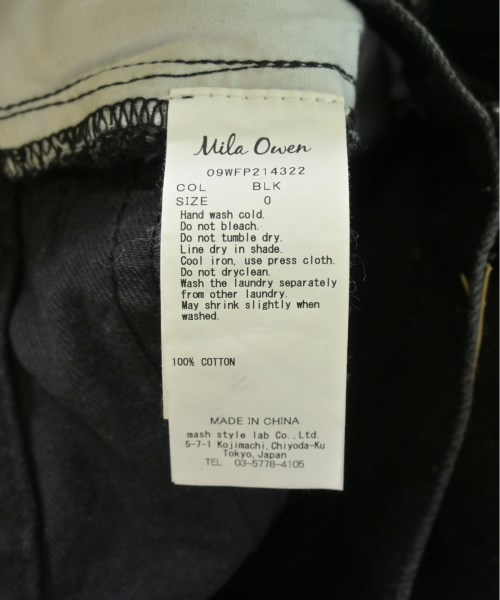 Mila Owen
09WFP214322
COL BLK
SIZE 0
Hand wash cold.
Do not bleach.
Do not tumble dry.
Line dry in shade.
Cool iron, use press cloth.
Do not dryclean.
Wash the laundry separately
from other laundry.
May shrink slightly when
washed.
100% COTTON
MADE IN CHINA
mash style lab Co., Ltd.
5-7-1 Kojimachi, Chiyoda-Ku
Tokyo, Japan
TEL 03-5778-4105